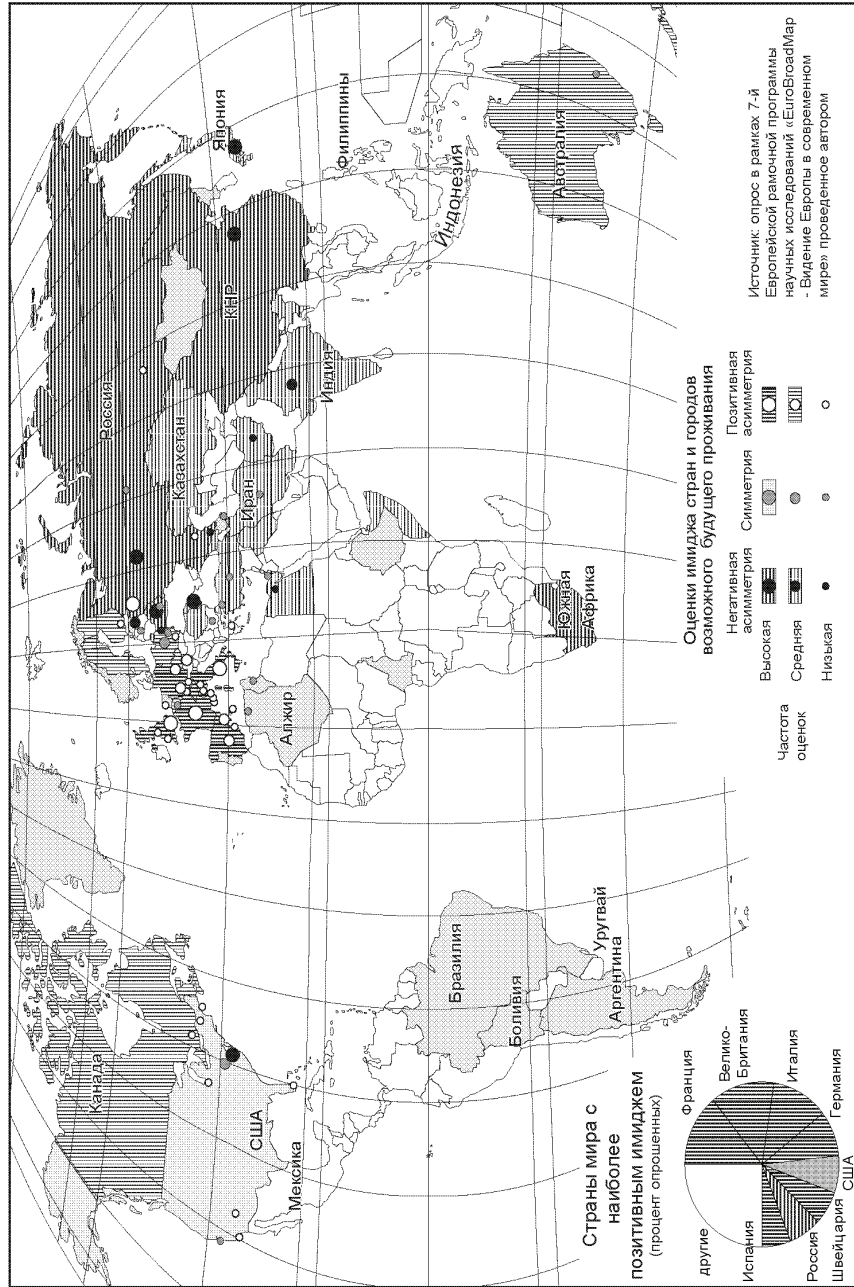 Канада
США
Мексика
Бразилия
Боливия
Уругвай
Аргентина
Алжир
Южная
Африка
Россия
Казахстан
Иран
КНР
Индия
Япония
Филиппины
Индонезия
Австралия
Страны мира с
наиболее
позитивным имиджем
(процент опрошенных)
Франция
Велико-
Британия
Италия
Германия
США
Швейцария
Россия
Испания
другие
Оценки имиджа стран и городов
возможного будущего проживания
Негативная
асимметрия
Симметрия
Позитивная
асимметрия
Частота
оценок
Высокая
Средняя
Низыкая
Источник: опрос в рамках 7-й
Европейской рамочной программы
научных исследований «EuroBroadMap
- Видение Европы в современном
мире» проведенное автором